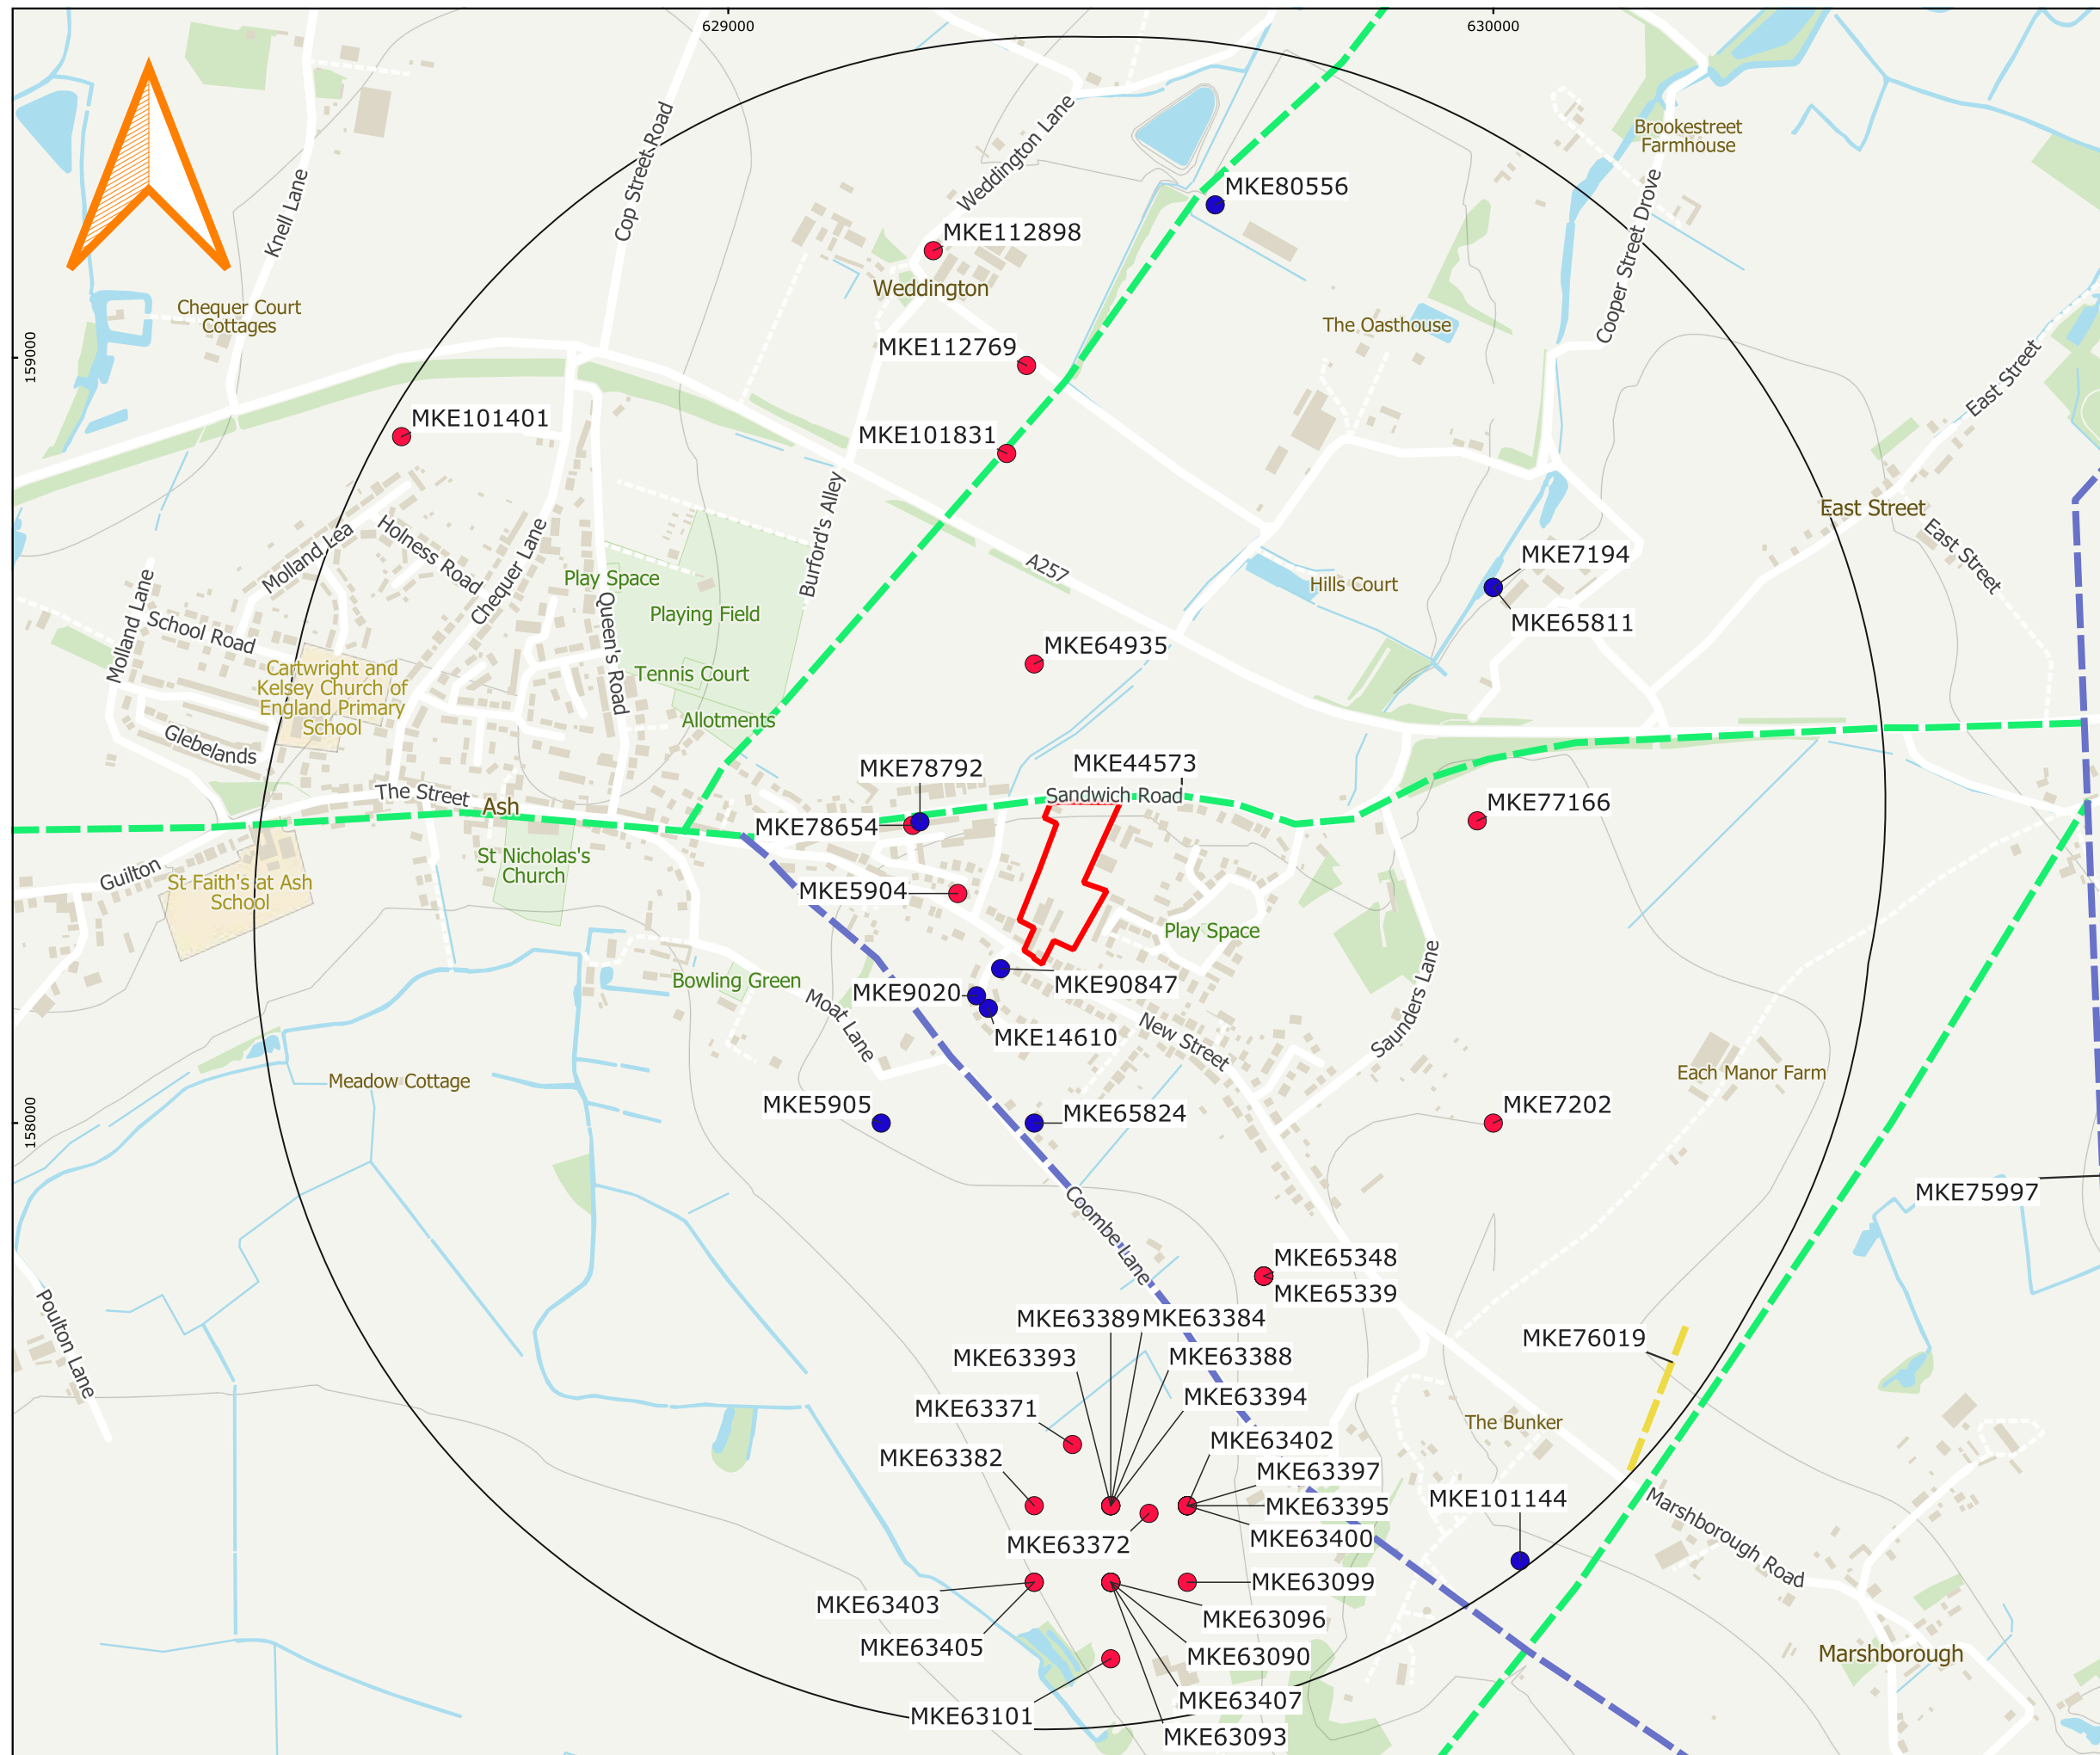 629000
630000
159000
158000
Brookestreet
Farmhouse
Weddington Lane
Cop Street Road
Knell Lane
Cooper Street Drove
MKE80556
MKE112898
Weddington
Chequer Court
Cottages
The Oasthouse
MKE112769
East Street
MKE101401
MKE101831
East Street
East Street
Burford's Alley
Holness Road
Molland Lea
Chequer Lane
A257
MKE7194
Play Space
Hills Court
Molland Lane
Queen's Road
Playing Field
MKE65811
School Road
MKE64935
Cartwright and
Kelsey Church of
England Primary
School
Tennis Court
Allotments
Glebelands
MKE78792
MKE44573
The Street
Ash
Sandwich Road
MKE77166
MKE78654
St Nicholas's
Church
Guilton
St Faith's at Ash
School
MKE5904
Play Space
Bowling Green
MKE90847
MKE9020
Moat Lane
MKE14610
New Street
Saunders Lane
Meadow Cottage
Each Manor Farm
MKE5905
MKE65824
MKE7202
MKE75997
Coombe Lane
MKE65348
MKE65339
MKE63389
MKE63384
MKE76019
Poulton Lane
MKE63393
MKE63388
MKE63394
MKE63371
The Bunker
MKE63402
MKE63382
MKE63397
MKE63395
MKE101144
MKE63372
MKE63400
Marshborough Road
MKE63099
MKE63403
MKE63096
MKE63405
MKE63090
Marshborough
MKE63407
MKE63101
MKE63093